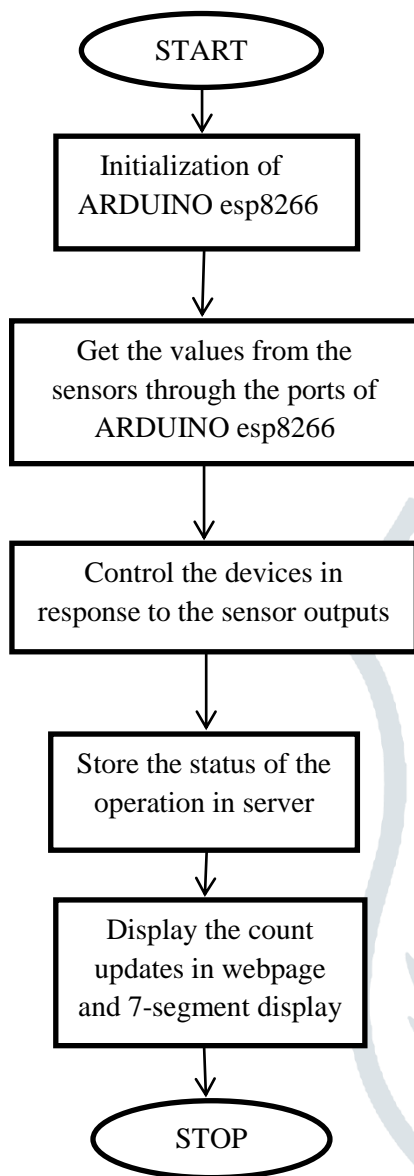 START
Initialization of
ARDUINO esp8266
Get the values from the
sensors through the ports of
ARDUINO esp8266
Control the devices in
response to the sensor outputs
Store the status of the
operation in server
Display the count
updates in webpage
and 7-segment display
STOP